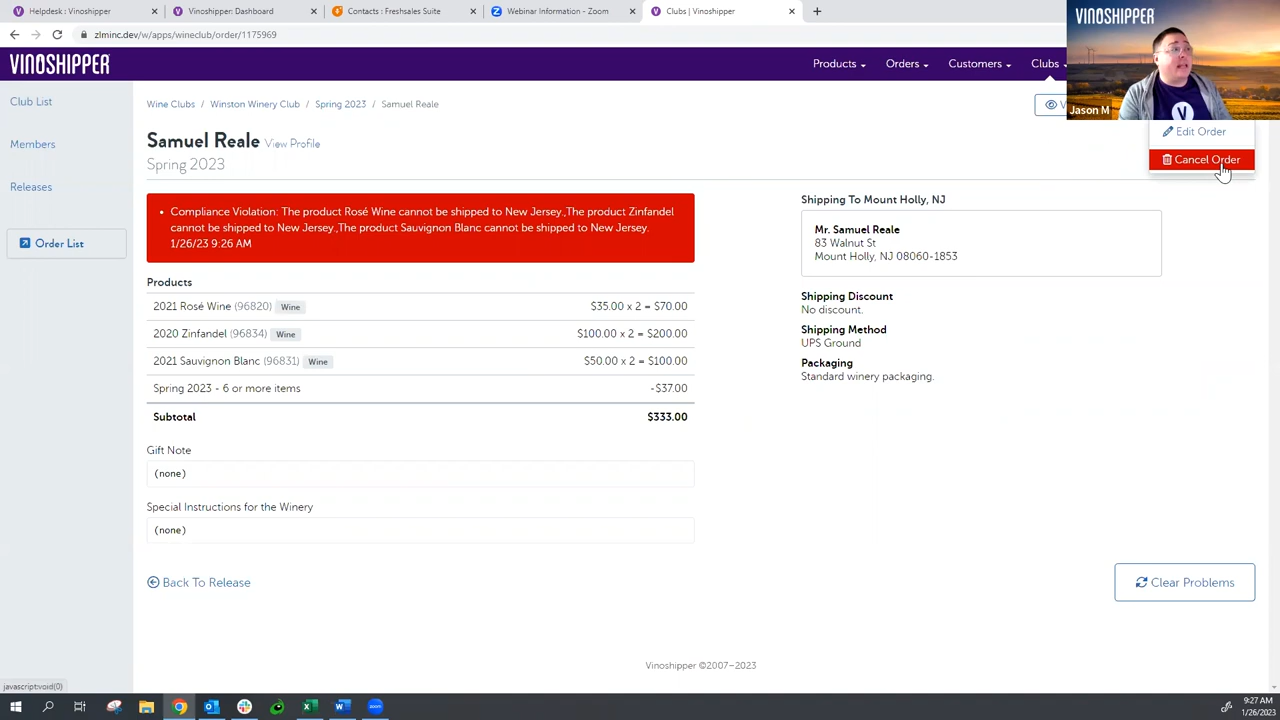 Helpdesk : Vinoshipper
Vinoshipper: Dashboard
Contacts : Freshsales Suite
Webinar Information - Zoom
Clubs | Vinoshipper
zlminc.dev/w/apps/wineclub/order/1175969
VINOSHIPPER
Products
Orders
Customers
Clubs
VINOSHIPPER
Jason M
Club List
Members
Releases
Order List
Wine Clubs / Winston Winery Club / Spring 2023 / Samuel Reale
Samuel Reale View Profile
Spring 2023
Edit Order
Cancel Order
Compliance Violation: The product Rosé Wine cannot be shipped to New Jersey.,The product Zinfandel
cannot be shipped to New Jersey.,The product Sauvignon Blanc cannot be shipped to New Jersey.
1/26/23 9:26 AM
Products
2021 Rosé Wine (96820) Wine $35.00 x 2 = $70.00
2020 Zinfandel (96834) Wine $100.00 x 2 = $200.00
2021 Sauvignon Blanc (96831) Wine $50.00 x 2 = $100.00
Spring 2023 - 6 or more items -$37.00
Subtotal $333.00
Gift Note
(none)
Special Instructions for the Winery
(none)
Shipping To Mount Holly, NJ
Mr. Samuel Reale
83 Walnut St
Mount Holly, NJ 08060-1853
Shipping Discount
No discount.
Shipping Method
UPS Ground
Packaging
Standard winery packaging.
Back To Release
Clear Problems
Vinoshipper ©2007–2023
javascript:void(0)
9:27 AM
1/26/2023